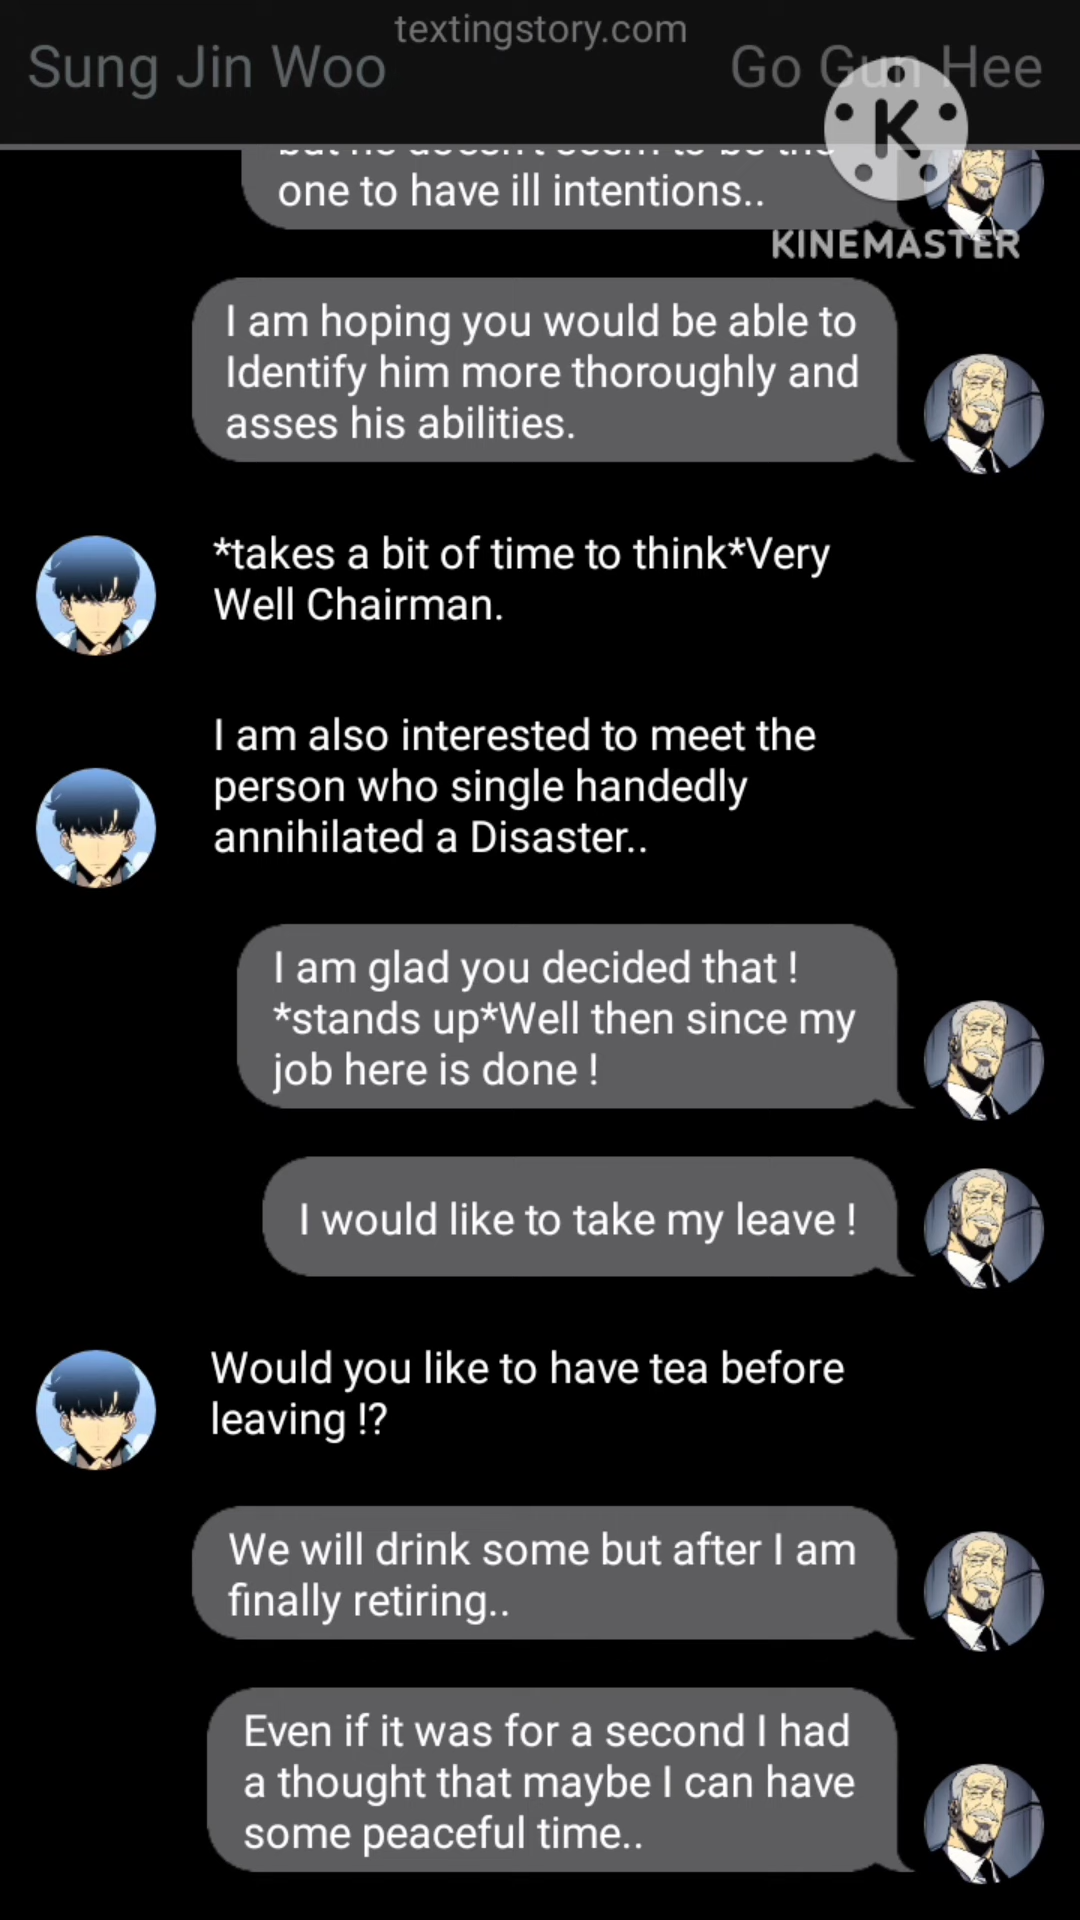 textingstory.com
Sung Jin Woo
Go Gun Hee
K
KINEMASTER
one to have ill intentions..
I am hoping you would be able to
Identify him more thoroughly and
asses his abilities.
*takes a bit of time to think*Very
Well Chairman.
I am also interested to meet the
person who single handedly
annihilated a Disaster..
I am glad you decided that !
*stands up*Well then since my
job here is done !
I would like to take my leave !
Would you like to have tea before
leaving !?
We will drink some but after I am
finally retiring..
Even if it was for a second I had
a thought that maybe I can have
some peaceful time..